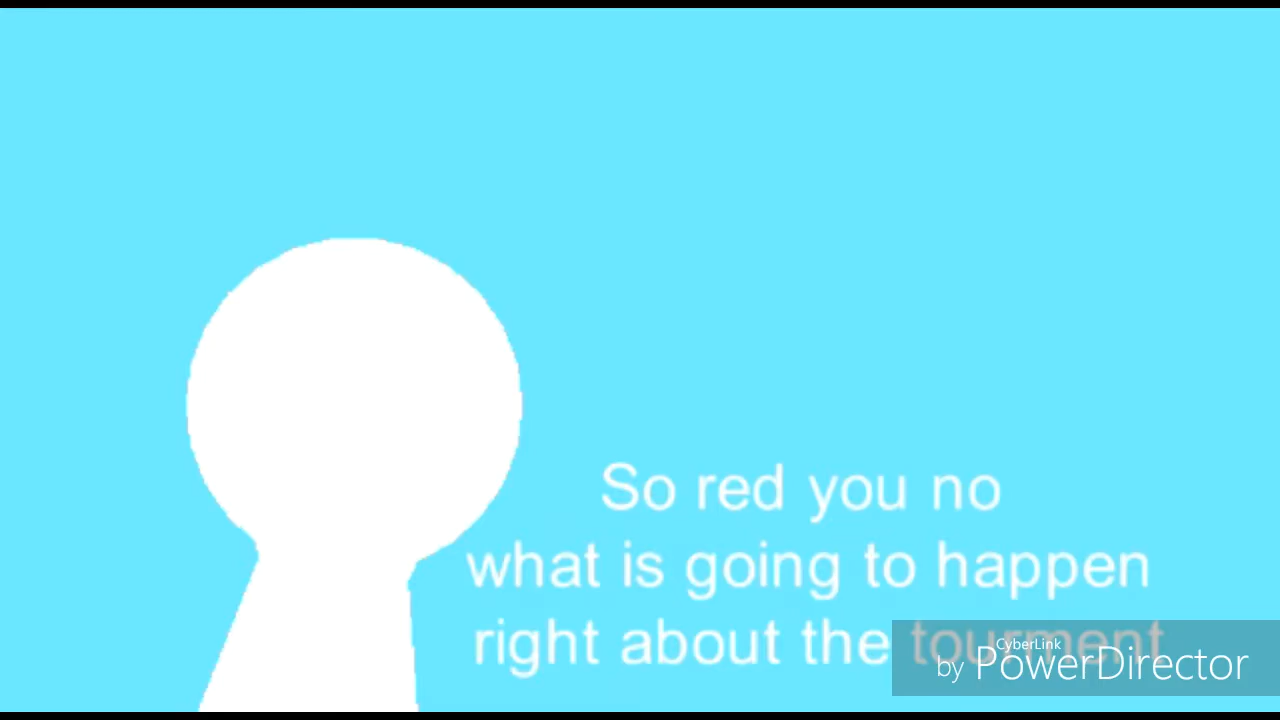 So red you no
what is going to happen
right about the tourment
CyberLink
by PowerDirector